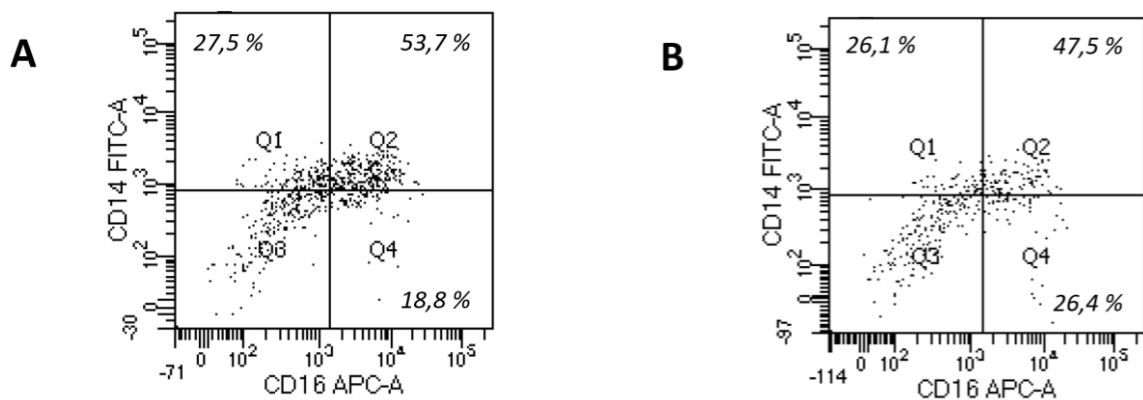 A
27,5 %
53,7 %
Q1
Q2
Q3
Q4
18,8 %
CD14 FITC-A
10^5
10^4
10^3
10^2
0
-30
-71
0
10^2
10^3
10^4
10^5
CD16 APC-A
B
26,1 %
47,5 %
Q1
Q2
Q3
Q4
26,4 %
CD14 FITC-A
10^5
10^4
10^3
10^2
0
-97
-114
0
10^2
10^3
10^4
10^5
CD16 APC-A